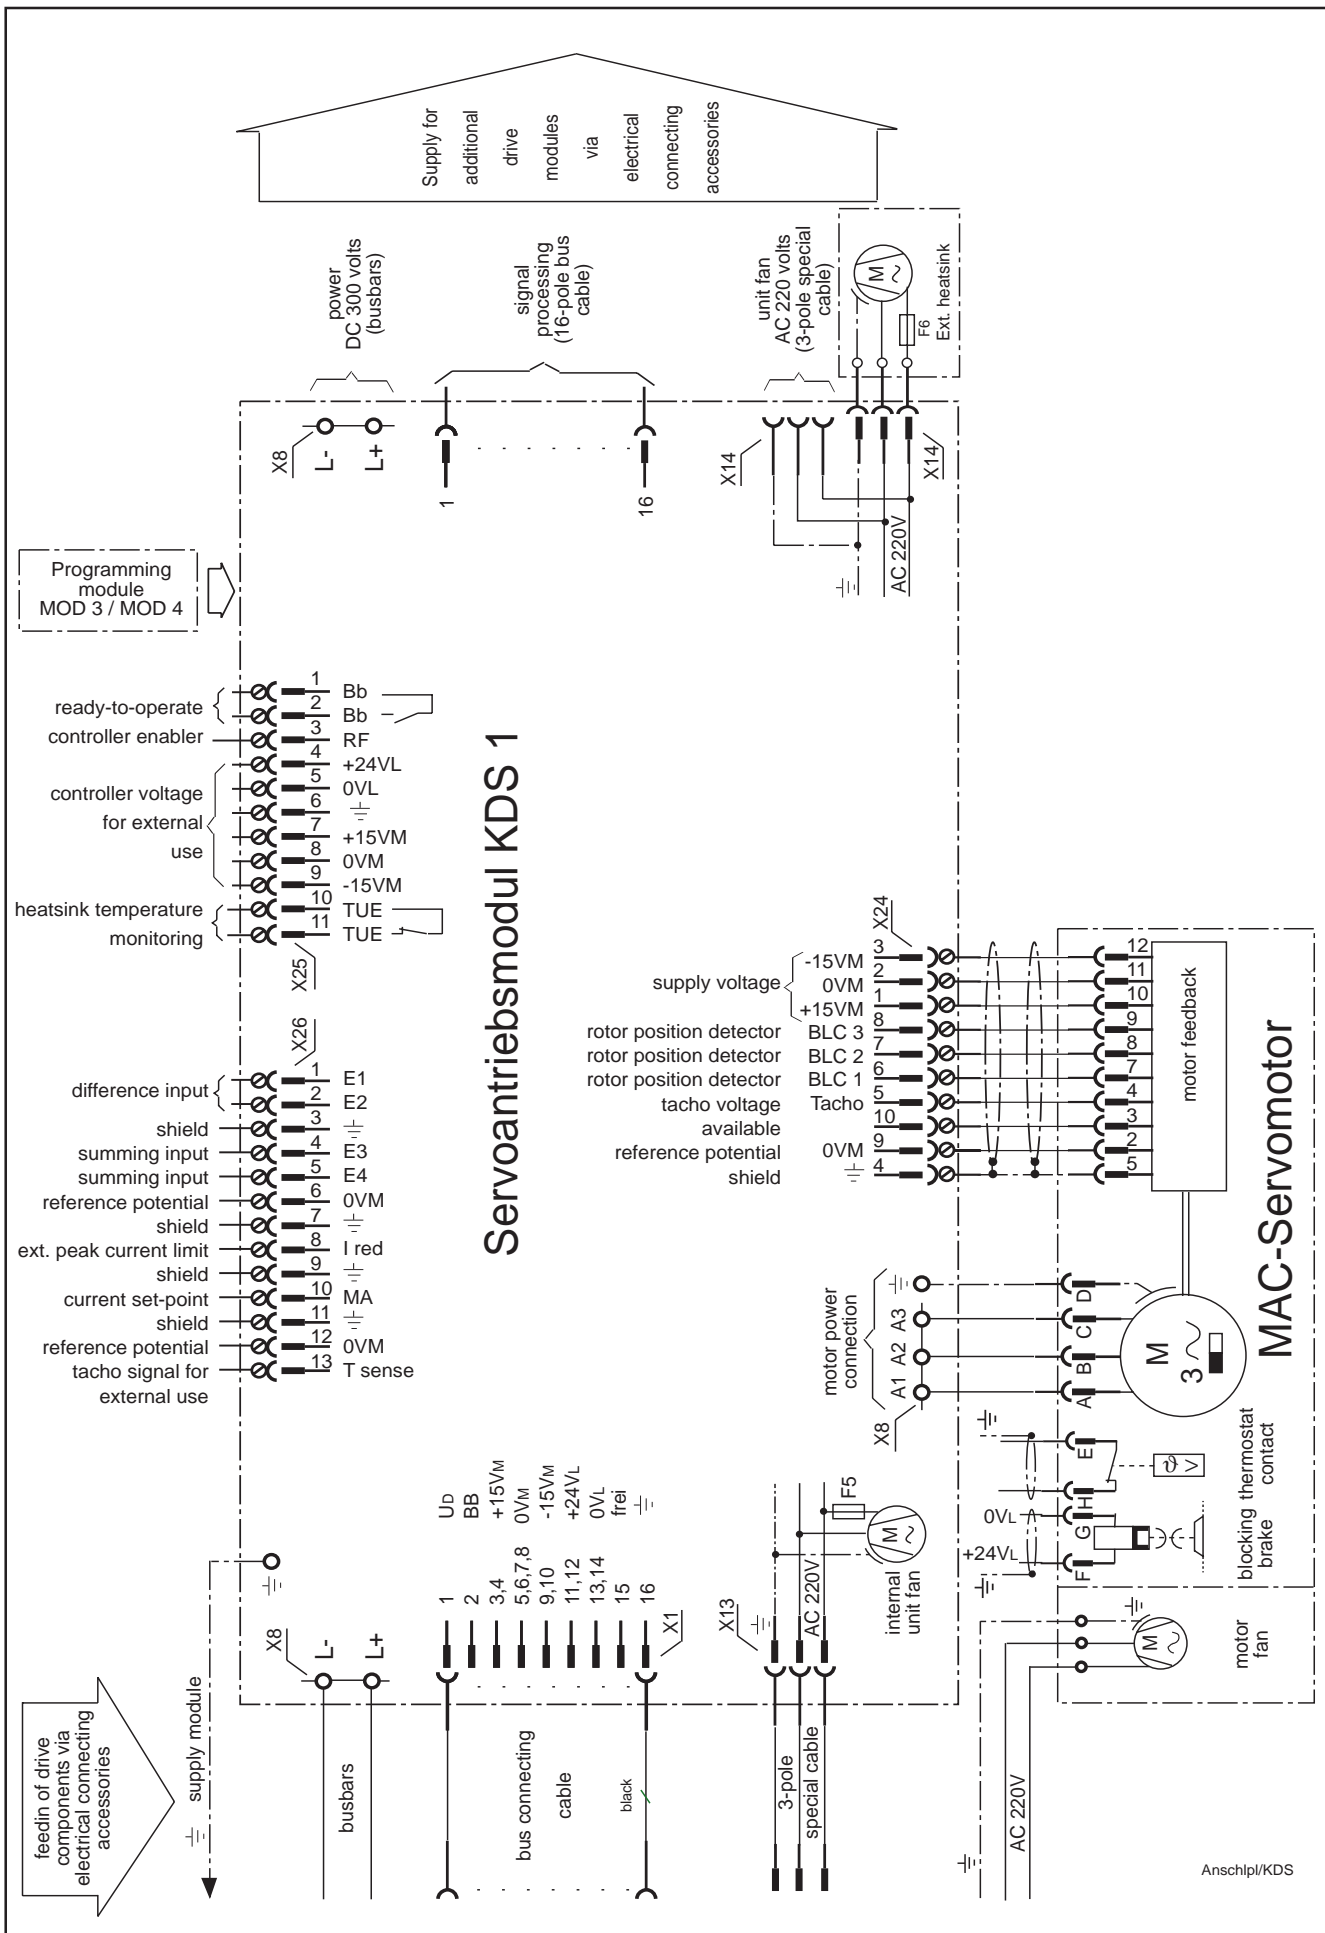 Supply for
additional
drive
modules
via
electrical
connecting
accessories
power
DC 300 volts
(busbars)
signal
processing
(16-pole bus
cable)
unit fan
AC 220 volts
(3-pole special
cable)
M
F6
Ext. heatsink
X8
L-
L+
1
16
X14
X14
AC 220V
Programming
module
MOD 3 / MOD 4
Servoantriebsmodul KDS 1
ready-to-operate
controller enabler
controller voltage
for external
use
heatsink temperature
monitoring
1 Bb
2 Bb
3 RF
4 +24VL
5 0VL
6
7 +15VM
8 0VM
9 -15VM
10 TUE
11 TUE
X25
X26
difference input
1 E1
2 E2
shield 3
summing input 4 E3
summing input 5 E4
reference potential 6 0VM
shield 7
ext. peak current limit 8 I red
shield 9
current set-point 10 MA
shield 11
reference potential 12 0VM
tacho signal for 13 T sense
external use
X24
supply voltage
-15VM 3 12
0VM 2 11
+15VM 1 10
rotor position detector BLC 3 8 9
rotor position detector BLC 2 7 8
rotor position detector BLC 1 6 7
tacho voltage Tacho 5 4
available 10 3
reference potential 0VM 9 2
shield 4 5
motor feedback
MAC-Servomotor
motor power
connection
A3
A2
A1
X8
D
C
B
A
M
3
E
H
G
F
0VL
+24VL
ϑ >
thermostat
contact
blocking
brake
M
motor
fan
AC 220V
UD
BB
+15VM
0VM
-15VM
+24VL
0VL
frei
1
2
3,4
5,6,7,8
9,10
11,12
13,14
15
16
X1
X13
AC 220V
F5
M
internal
unit fan
X8
L-
L+
feedin of drive
components via
electrical connecting
accessories
supply module
busbars
bus connecting
cable
black
3-pole
special cable
Anschlpl/KDS